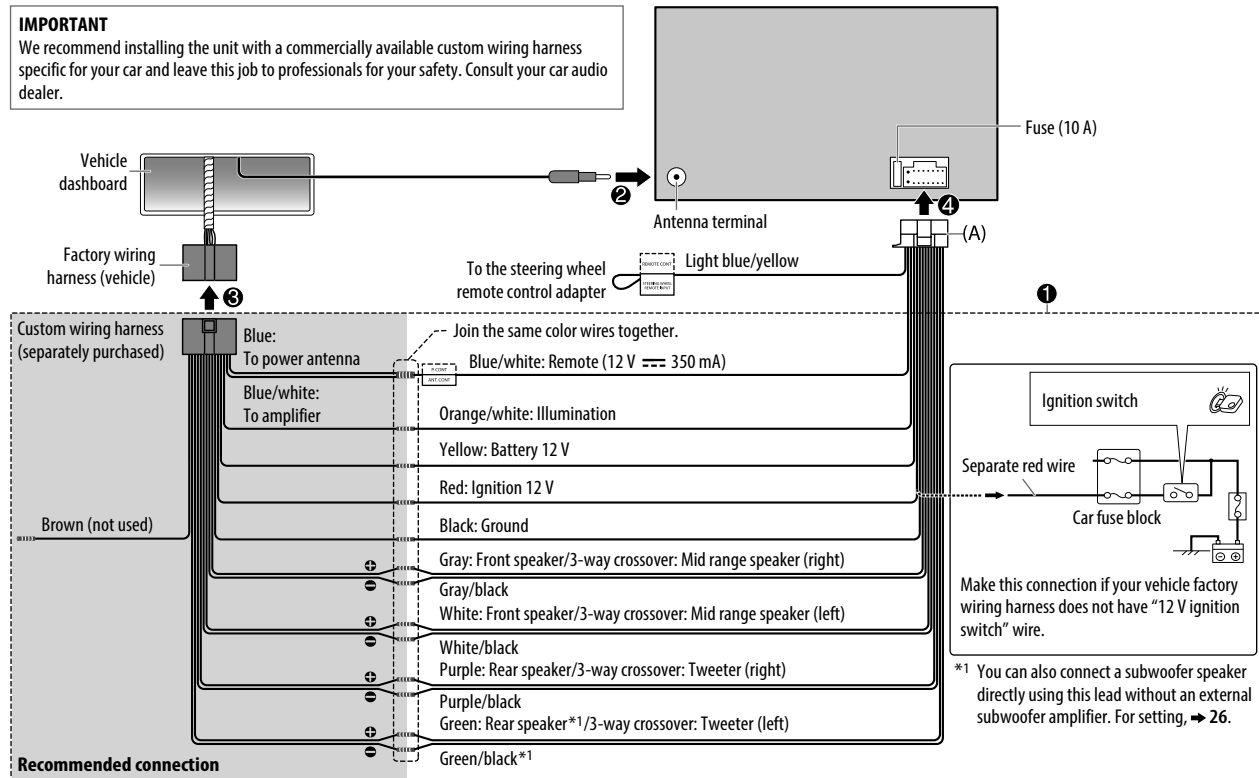 IMPORTANT
We recommend installing the unit with a commercially available custom wiring harness
specific for your car and leave this job to professionals for your safety. Consult your car audio
dealer.
Fuse (10 A)
Vehicle
dashboard
❷
Antenna terminal
❹
(A)
Factory wiring
harness (vehicle)
To the steering wheel
remote control adapter
REMOTE CONT
STEERING WHEEL
REMOTE INPUT
Light blue/yellow
❸
❶
Custom wiring harness
(separately purchased)
Blue:
To power antenna
Join the same color wires together.
P. CONT
ANT. CONT
Blue/white: Remote (12 V ⎓ 350 mA)
Blue/white:
To amplifier
Orange/white: Illumination
Yellow: Battery 12 V
Red: Ignition 12 V
Brown (not used)
Black: Ground
⊕ Gray: Front speaker/3-way crossover: Mid range speaker (right)
⊖ Gray/black
⊕ White: Front speaker/3-way crossover: Mid range speaker (left)
⊖ White/black
⊕ Purple: Rear speaker/3-way crossover: Tweeter (right)
⊖ Purple/black
⊕ Green: Rear speaker*1/3-way crossover: Tweeter (left)
⊖ Green/black*1
Recommended connection
Ignition switch
Separate red wire
Car fuse block
⊖ ⊕
Make this connection if your vehicle factory
wiring harness does not have “12 V ignition
switch” wire.
*1 You can also connect a subwoofer speaker
directly using this lead without an external
subwoofer amplifier. For setting, ➜ 26.